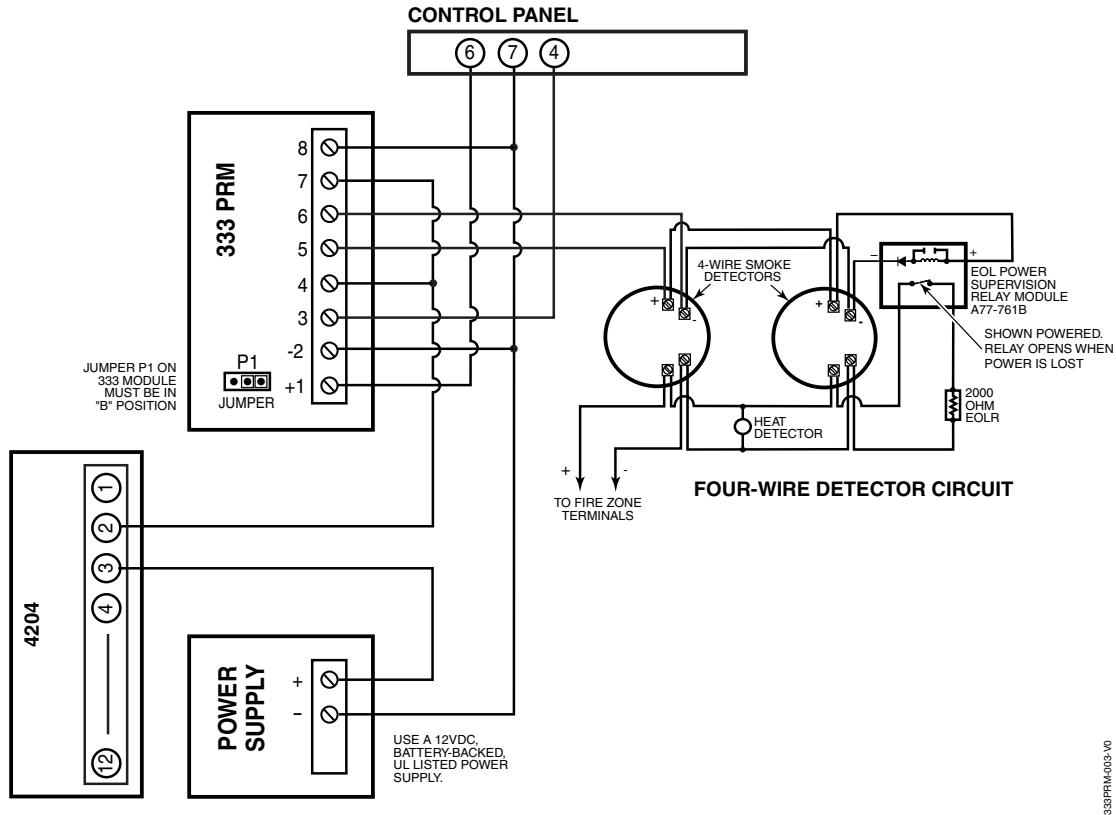 CONTROL PANEL
6 7 4
333 PRM
8
7
6
5
4
3
-2
+1
P1
JUMPER
JUMPER P1 ON
333 MODULE
MUST BE IN
"B" POSITION
4-WIRE SMOKE
DETECTORS
+
-
+
-
–
+
EOL POWER
SUPERVISION
RELAY MODULE
A77-761B
SHOWN POWERED.
RELAY OPENS WHEN
POWER IS LOST
2000
OHM
EOLR
HEAT
DETECTOR
+
-
TO FIRE ZONE
TERMINALS
FOUR-WIRE DETECTOR CIRCUIT
4204
1
2
3
4
12
POWER
SUPPLY
+
–
USE A 12VDC,
BATTERY-BACKED,
UL LISTED POWER
SUPPLY.
333PRM-003-V0